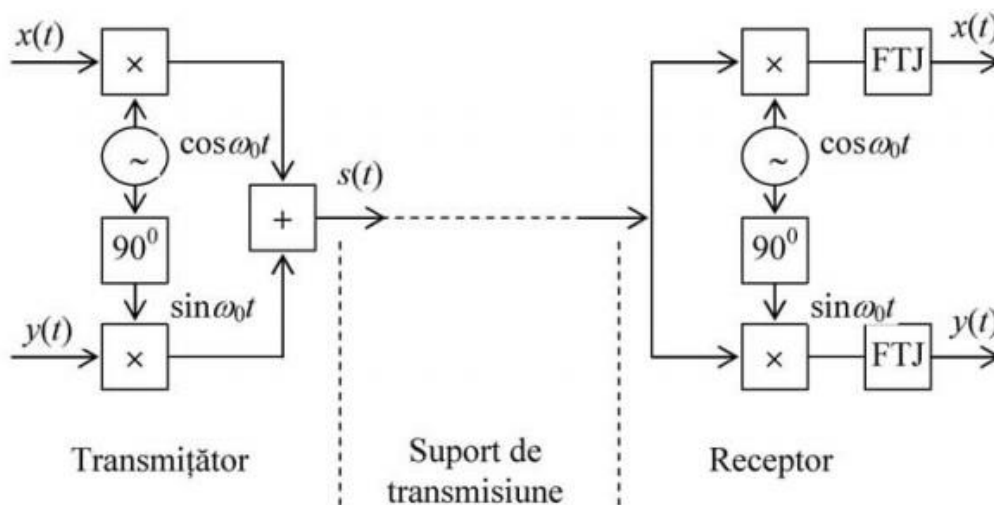 x(t)
×
cosω₀t
~
90⁰
sinω₀t
y(t)
×
+
s(t)
×
FTJ
x(t)
cosω₀t
~
90⁰
sinω₀t
×
FTJ
y(t)
Transmițător
Suport de
transmisiune
Receptor